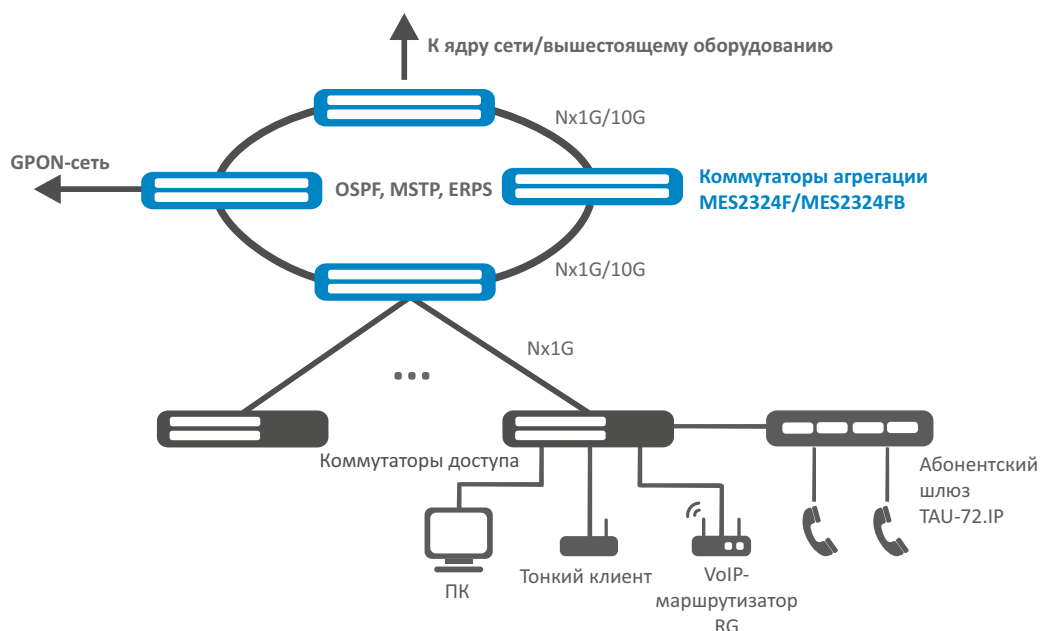 К ядру сети/вышестоящему оборудованию
Nx1G/10G
GPON-сеть
OSPF, MSTP, ERPS
Коммутаторы агрегации
MES2324F/MES2324FB
Nx1G/10G
Nx1G
...
Коммутаторы доступа
Абонентский
шлюз
TAU-72.IP
ПК
Тонкий клиент
VoIP-
маршрутизатор
RG